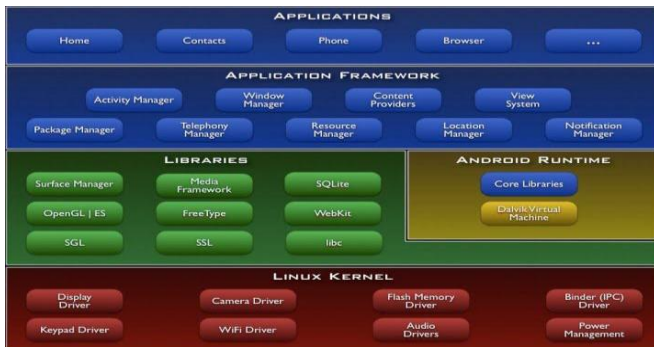 APPLICATIONS
Home
Contacts
Phone
Browser
...
APPLICATION FRAMEWORK
Activity Manager
Window
Manager
Content
Providers
View
System
Package Manager
Telephony
Manager
Resource
Manager
Location
Manager
Notification
Manager
LIBRARIES
Surface Manager
Media
Framework
SQLite
OpenGL | ES
FreeType
WebKit
SGL
SSL
libc
ANDROID RUNTIME
Core Libraries
Dalvik Virtual
Machine
LINUX KERNEL
Display
Driver
Camera Driver
Flash Memory
Driver
Binder (IPC)
Driver
Keypad Driver
WiFi Driver
Audio
Drivers
Power
Management